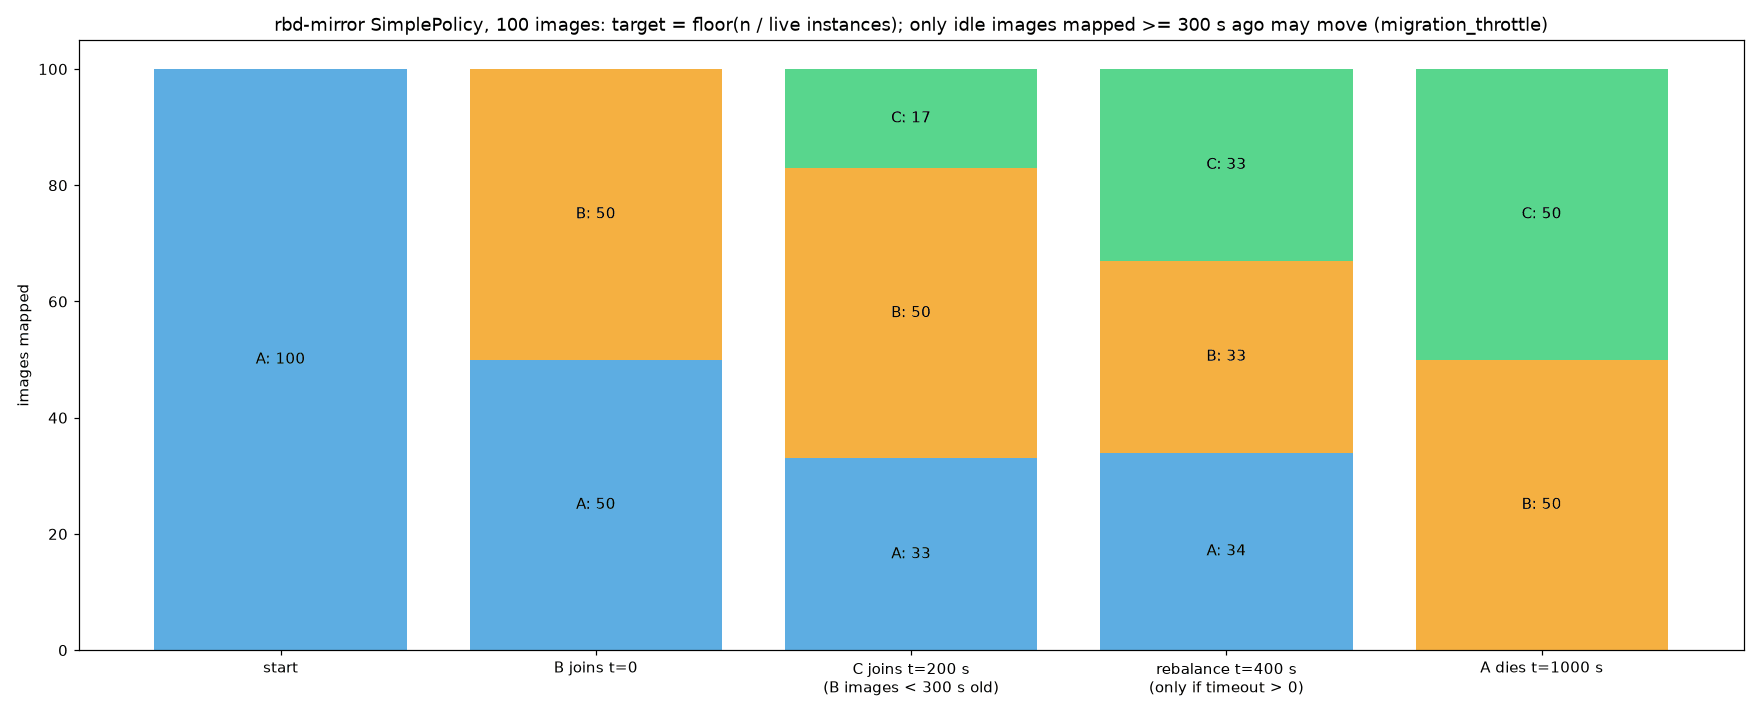 rbd-mirror SimplePolicy, 100 images: target = floor(n / live instances); only idle images mapped >= 300 s ago may move (migration_throttle)
images mapped
100
80
60
40
20
0
A: 100
B: 50
A: 50
C: 17
B: 50
A: 33
C: 33
B: 33
A: 34
C: 50
B: 50
start
B joins t=0
C joins t=200 s
(B images < 300 s old)
rebalance t=400 s
(only if timeout > 0)
A dies t=1000 s